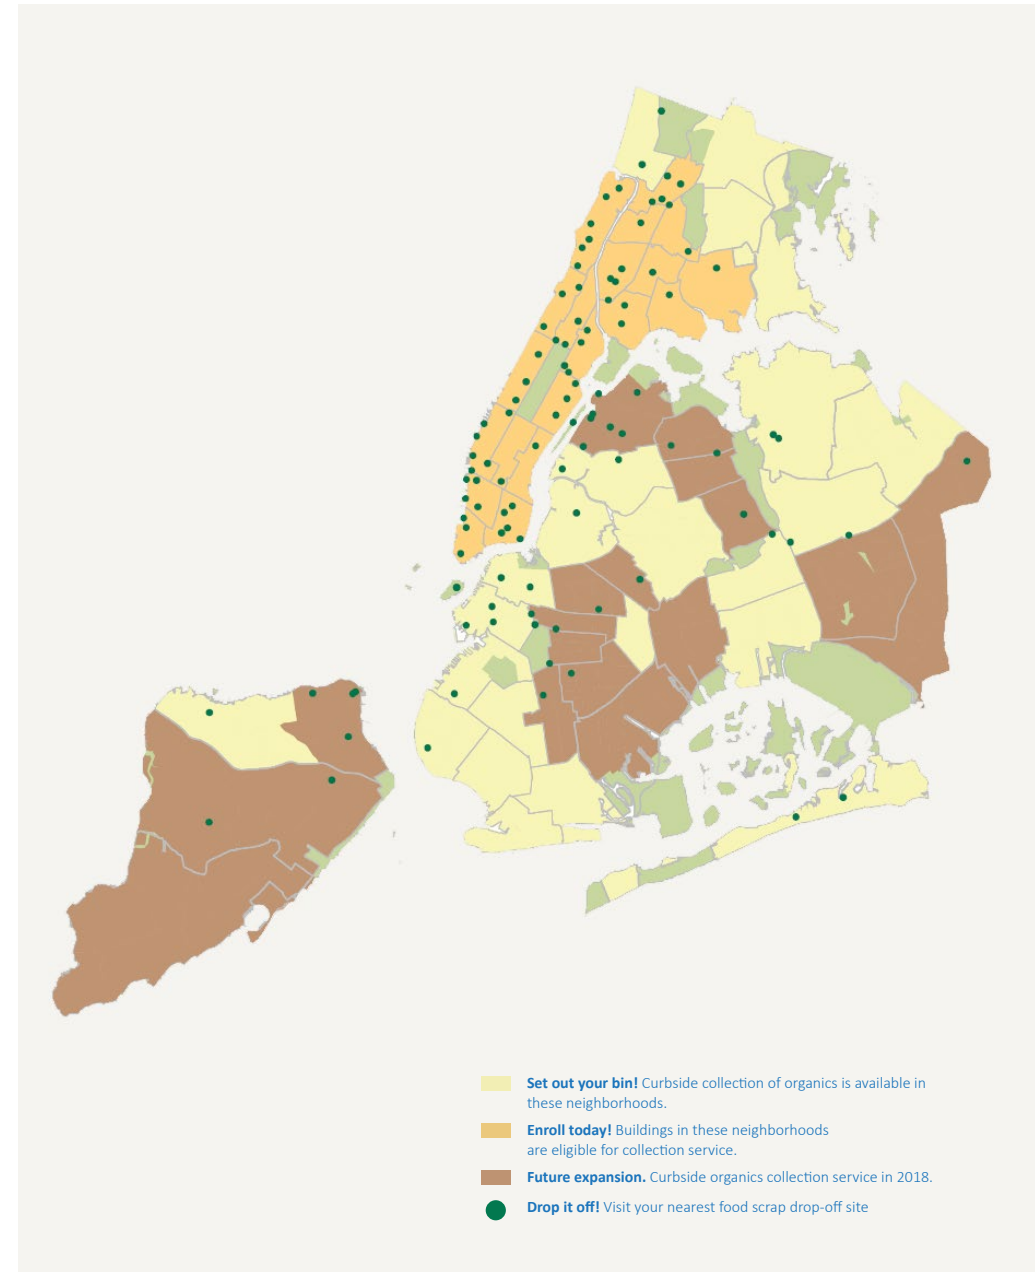 Set out your bin! Curbside collection of organics is available in
these neighborhoods.
Enroll today! Buildings in these neighborhoods
are eligible for collection service.
Future expansion. Curbside organics collection service in 2018.
Drop it off! Visit your nearest food scrap drop-off site